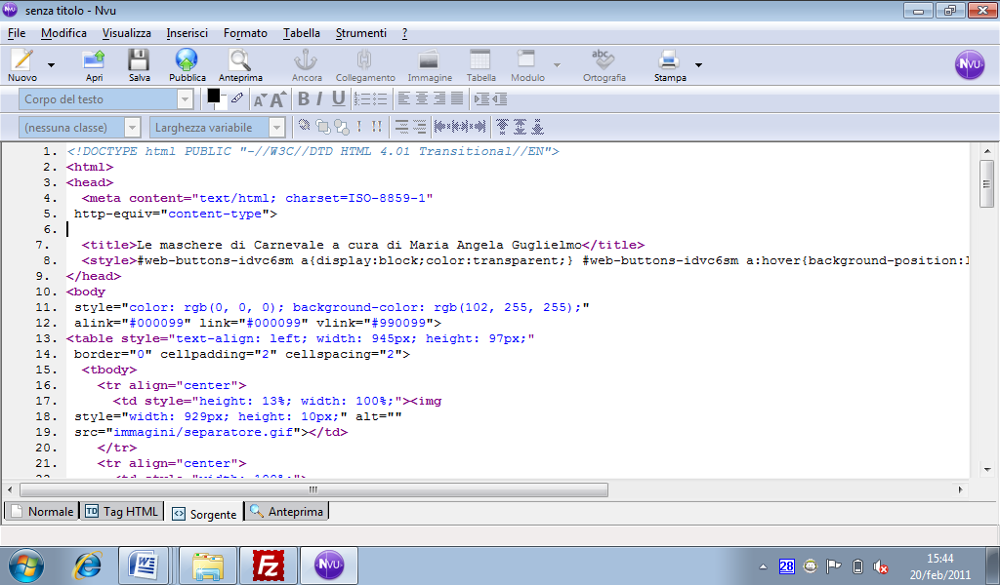 senza titolo - Nvu
File Modifica Visualizza Inserisci Formato Tabella Strumenti ?
Nuovo Apri Salva Pubblica Anteprima Ancora Collegamento Immagine Tabella Modulo Ortografia Stampa
Corpo del testo
(nessuna classe) Larghezza variabile
1. <!DOCTYPE html PUBLIC "-//W3C//DTD HTML 4.01 Transitional//EN">
2. <html>
3. <head>
4. <meta content="text/html; charset=ISO-8859-1"
5. http-equiv="content-type">
6.
7. <title>Le maschere di Carnevale a cura di Maria Angela Guglielmo</title>
8. <style>#web-buttons-idvc6sm a{display:block;color:transparent;} #web-buttons-idvc6sm a:hover{background-position:l
9. </head>
10. <body
11. style="color: rgb(0, 0, 0); background-color: rgb(102, 255, 255);"
12. alink="#000099" link="#000099" vlink="#990099">
13. <table style="text-align: left; width: 945px; height: 97px;"
14. border="0" cellpadding="2" cellspacing="2">
15. <tbody>
16. <tr align="center">
17. <td style="height: 13%; width: 100%;"><img
18. style="width: 929px; height: 10px;" alt=""
19. src="immagini/separatore.gif"></td>
20. </tr>
21. <tr align="center">
22. <td style="width: 100%;">
Normale Tag HTML Sorgente Anteprima
28
15:44
20/feb/2011